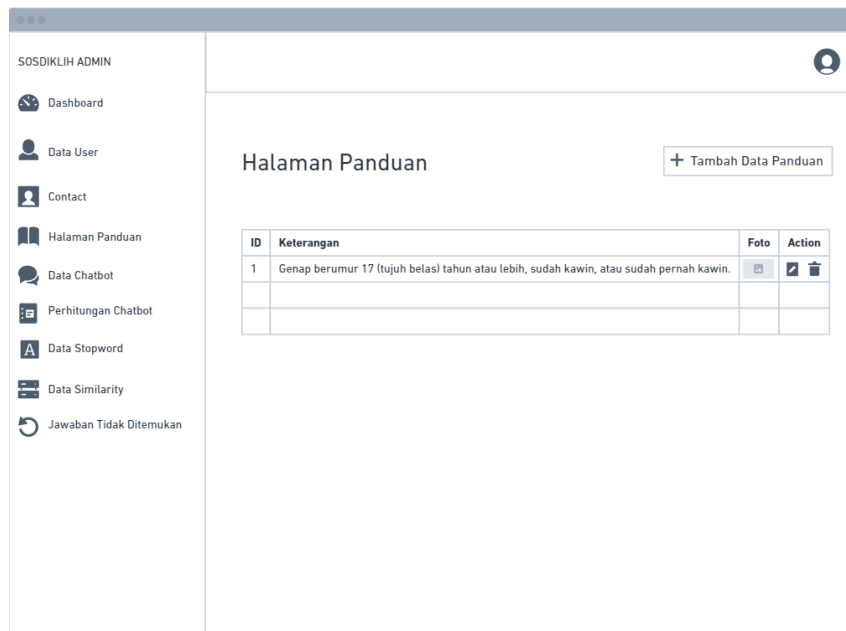 SOSDIKLIH ADMIN
Dashboard
Data User
Contact
Halaman Panduan
Data Chatbot
Perhitungan Chatbot
Data Stopword
Data Similarity
Jawaban Tidak Ditemukan
Halaman Panduan
+ Tambah Data Panduan
ID Keterangan Foto Action
1 Genap berumur 17 (tujuh belas) tahun atau lebih, sudah kawin, atau sudah pernah kawin.